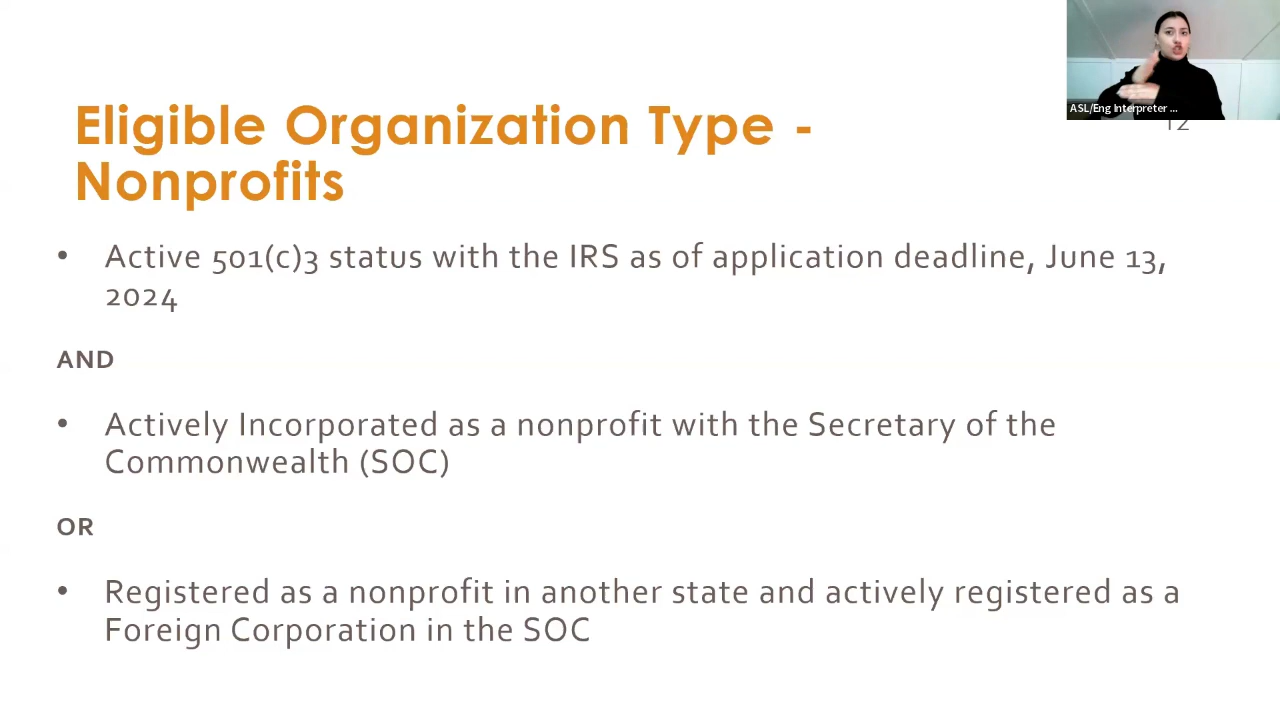 ASL/Eng Interpreter ...
12
Eligible Organization Type -
Nonprofits
• Active 501(c)3 status with the IRS as of application deadline, June 13,
2024
AND
• Actively Incorporated as a nonprofit with the Secretary of the
Commonwealth (SOC)
OR
• Registered as a nonprofit in another state and actively registered as a
Foreign Corporation in the SOC